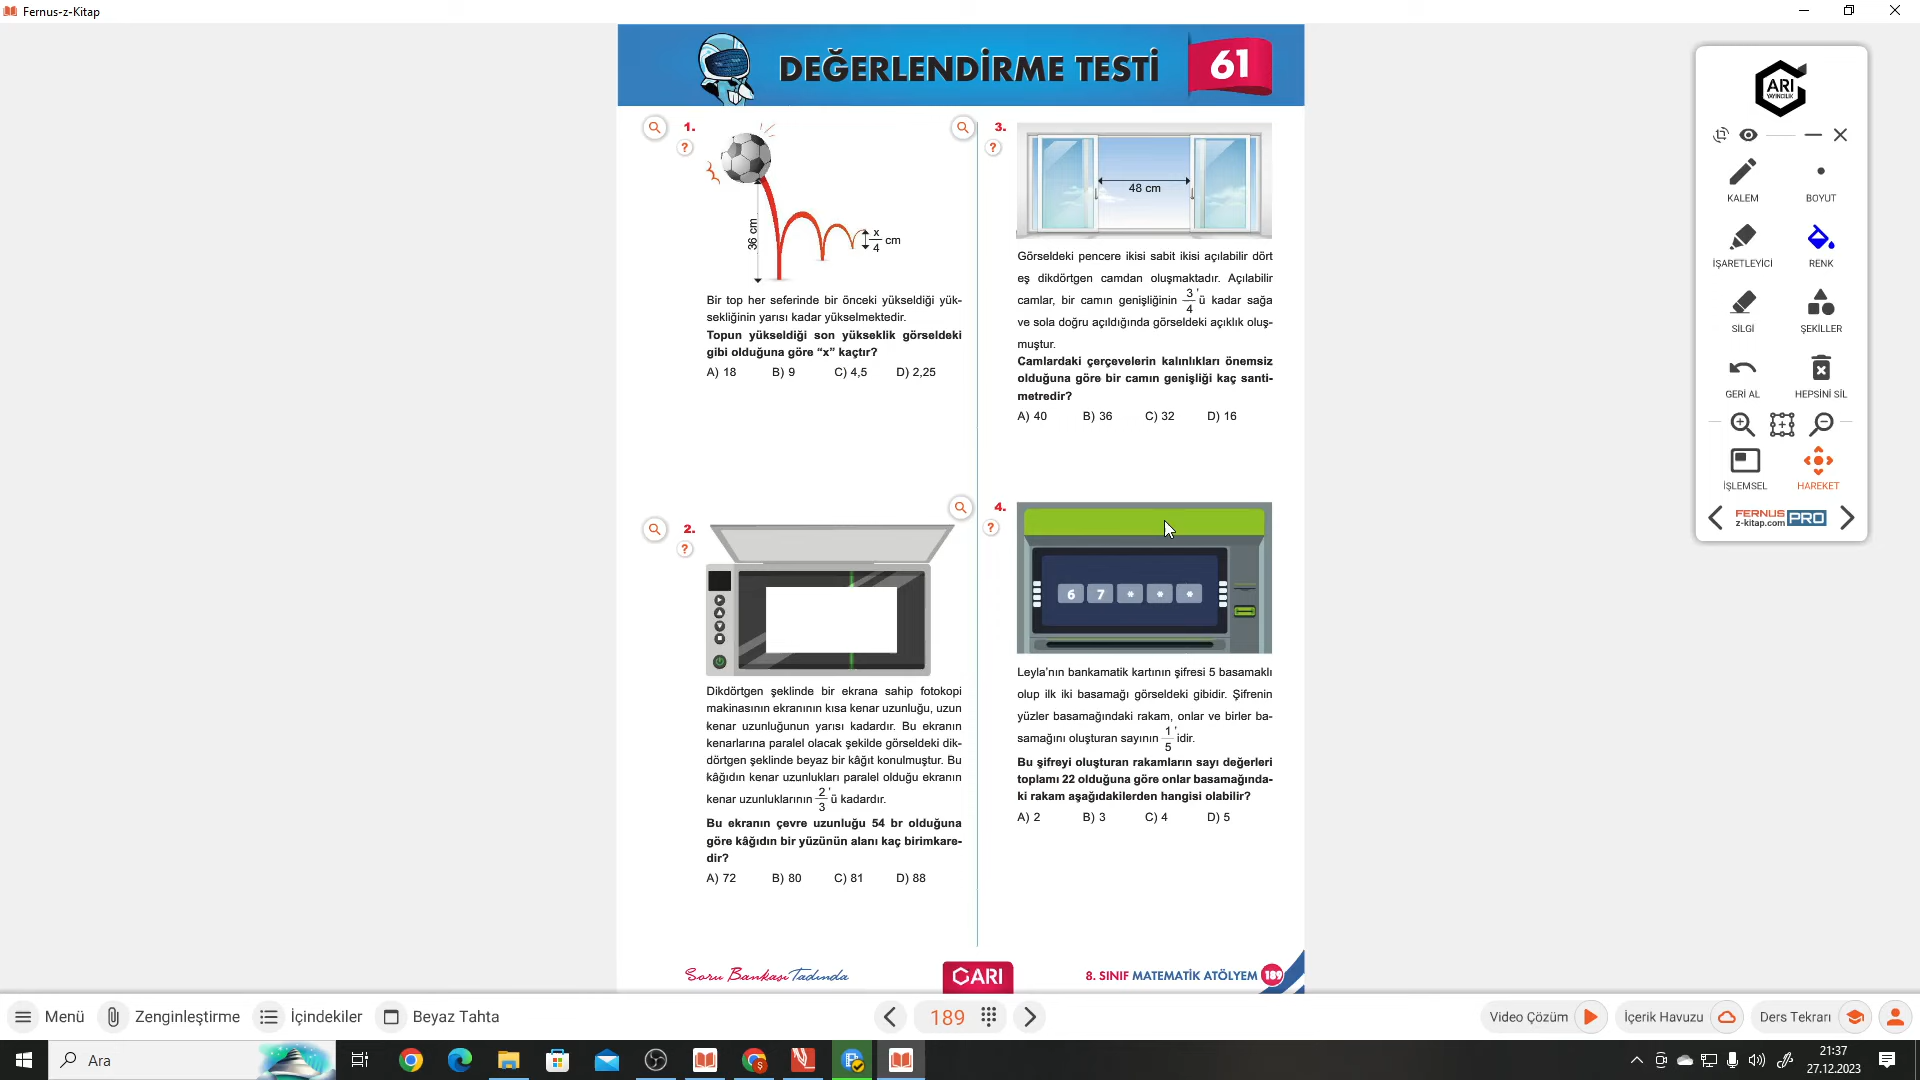 Fernus-z-Kitap
DEĞERLENDİRME TESTİ
61
1.
?
36 cm
x/4 cm
Bir top her seferinde bir önceki yükseldiği yük-
sekliğinin yarısı kadar yükselmektedir.
Topun yükseldiği son yükseklik görseldeki
gibi olduğuna göre “x” kaçtır?
A) 18 B) 9 C) 4,5 D) 2,25
2.
?
Dikdörtgen şeklinde bir ekrana sahip fotokopi
makinasının ekranının kısa kenar uzunluğu, uzun
kenar uzunluğunun yarısı kadardır. Bu ekranın
kenarlarına paralel olacak şekilde görseldeki dik-
dörtgen şeklinde beyaz bir kâğıt konulmuştur. Bu
kâğıdın kenar uzunlukları paralel olduğu ekranın
kenar uzunluklarının 2/3'ü kadardır.
Bu ekranın çevre uzunluğu 54 br olduğuna
göre kâğıdın bir yüzünün alanı kaç birimkare-
dir?
A) 72 B) 80 C) 81 D) 88
3.
?
48 cm
Görseldeki pencere ikisi sabit ikisi açılabilir dört
eş dikdörtgen camdan oluşmaktadır. Açılabilir
camlar, bir camın genişliğinin 3/4'ü kadar sağa
ve sola doğru açıldığında görseldeki açıklık oluş-
muştur.
Camlardaki çerçevelerin kalınlıkları önemsiz
olduğuna göre bir camın genişliği kaç santi-
metredir?
A) 40 B) 36 C) 32 D) 16
4.
?
6 7 * * *
Leyla’nın bankamatik kartının şifresi 5 basamaklı
olup ilk iki basamağı görseldeki gibidir. Şifrenin
yüzler basamağındaki rakam, onlar ve birler ba-
samağını oluşturan sayının 1/5'idir.
Bu şifreyi oluşturan rakamların sayı değerleri
toplamı 22 olduğuna göre onlar basamağında-
ki rakam aşağıdakilerden hangisi olabilir?
A) 2 B) 3 C) 4 D) 5
Soru Bankası Tadında
ARI
8. SINIF MATEMATİK ATÖLYEM 189
ARI
YAYINCILIK
KALEM BOYUT
İŞARETLEYİCİ RENK
SİLGİ ŞEKİLLER
GERİ AL HEPSİNİ SİL
İŞLEMSEL HAREKET
FERNUS
z-kitap.com PRO
Menü Zenginleştirme İçindekiler Beyaz Tahta 189 Video Çözüm İçerik Havuzu Ders Tekrarı
Ara
21:37
27.12.2023